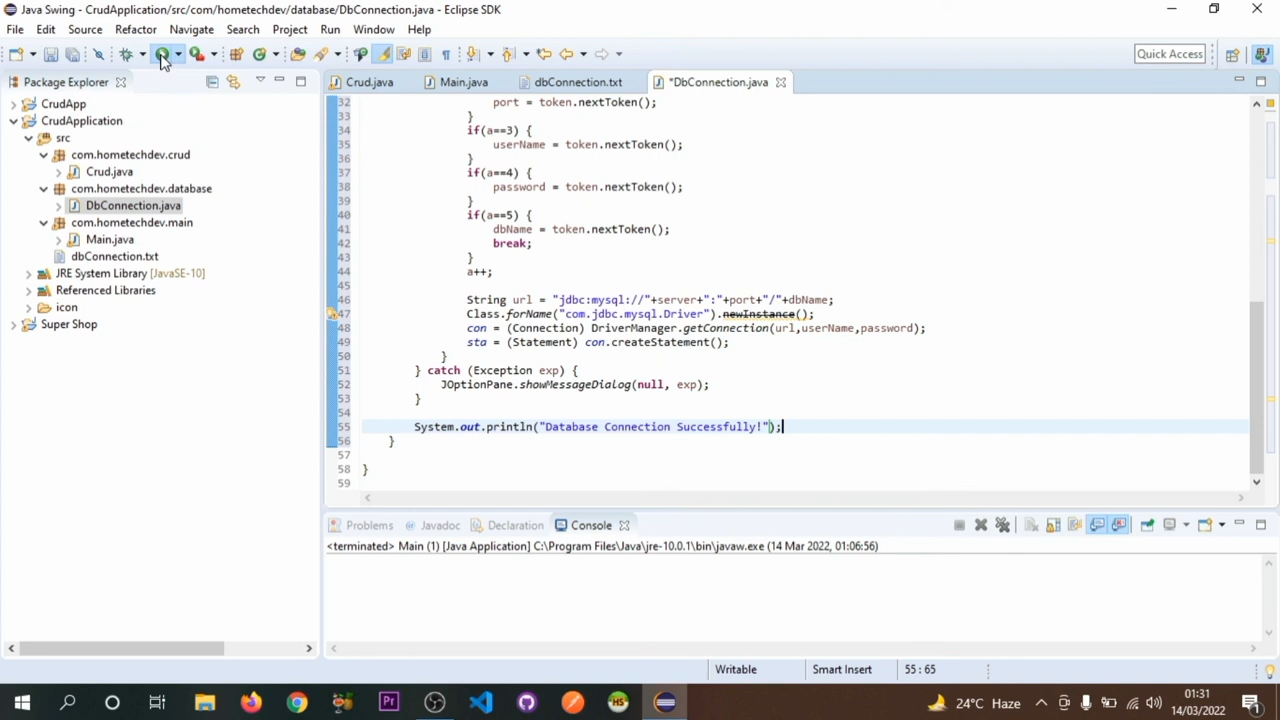 Java Swing - CrudApplication/src/com/hometechdev/database/DbConnection.java - Eclipse SDK
File Edit Source Refactor Navigate Search Project Run Window Help
Quick Access
Package Explorer
Crud.java Main.java dbConnection.txt *DbConnection.java
CrudApp
CrudApplication
src
com.hometechdev.crud
Crud.java
com.hometechdev.database
DbConnection.java
com.hometechdev.main
Main.java
dbConnection.txt
JRE System Library [JavaSE-10]
Referenced Libraries
icon
Super Shop
32 port = token.nextToken();
33 }
34 if(a==3) {
35 userName = token.nextToken();
36 }
37 if(a==4) {
38 password = token.nextToken();
39 }
40 if(a==5) {
41 dbName = token.nextToken();
42 break;
43 }
44 a++;
45
46 String url = "jdbc:mysql://"+server+":"+port+"/"+dbName;
47 Class.forName("com.jdbc.mysql.Driver").newInstance();
48 con = (Connection) DriverManager.getConnection(url,userName,password);
49 sta = (Statement) con.createStatement();
50 }
51 } catch (Exception exp) {
52 JOptionPane.showMessageDialog(null, exp);
53 }
54
55 System.out.println("Database Connection Successfully!");
56 }
57
58 }
59
Problems Javadoc Declaration Console
<terminated> Main (1) [Java Application] C:\Program Files\Java\jre-10.0.1\bin\javaw.exe (14 Mar 2022, 01:06:56)
Writable Smart Insert 55 : 65
Pr
HS
24°C Haze
01:31
14/03/2022
1